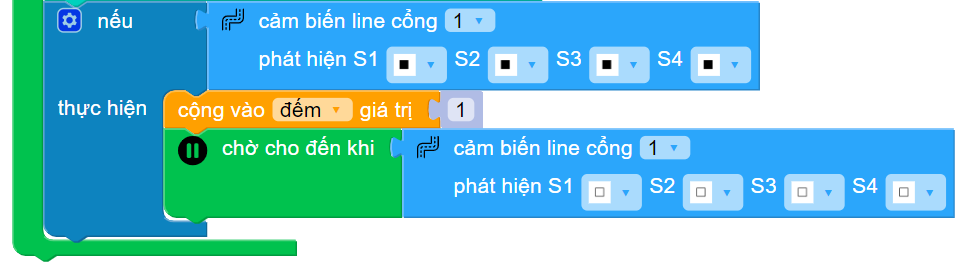 nếu cảm biến line cổng 1
phát hiện S1 S2 S3 S4
thực hiện cộng vào đếm giá trị 1
chờ cho đến khi cảm biến line cổng 1
phát hiện S1 S2 S3 S4